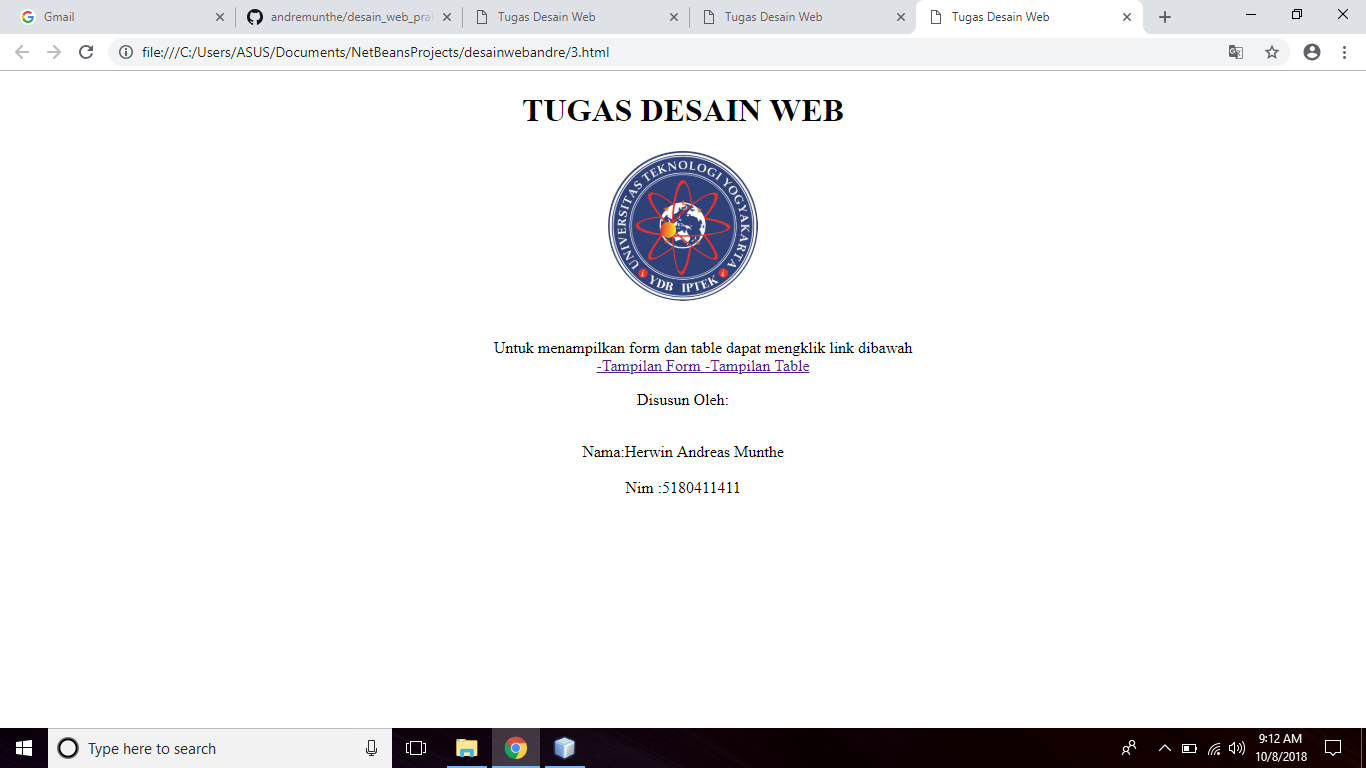 Gmail
andremunthe/desain_web_pral
Tugas Desain Web
Tugas Desain Web
Tugas Desain Web
file:///C:/Users/ASUS/Documents/NetBeansProjects/desainwebandre/3.html
TUGAS DESAIN WEB
UNIVERSITAS TEKNOLOGI YOGYAKARTA
YDB IPTEK
Untuk menampilkan form dan table dapat mengklik link dibawah
-Tampilan Form -Tampilan Table
Disusun Oleh:
Nama:Herwin Andreas Munthe
Nim :5180411411
Type here to search
9:12 AM
10/8/2018